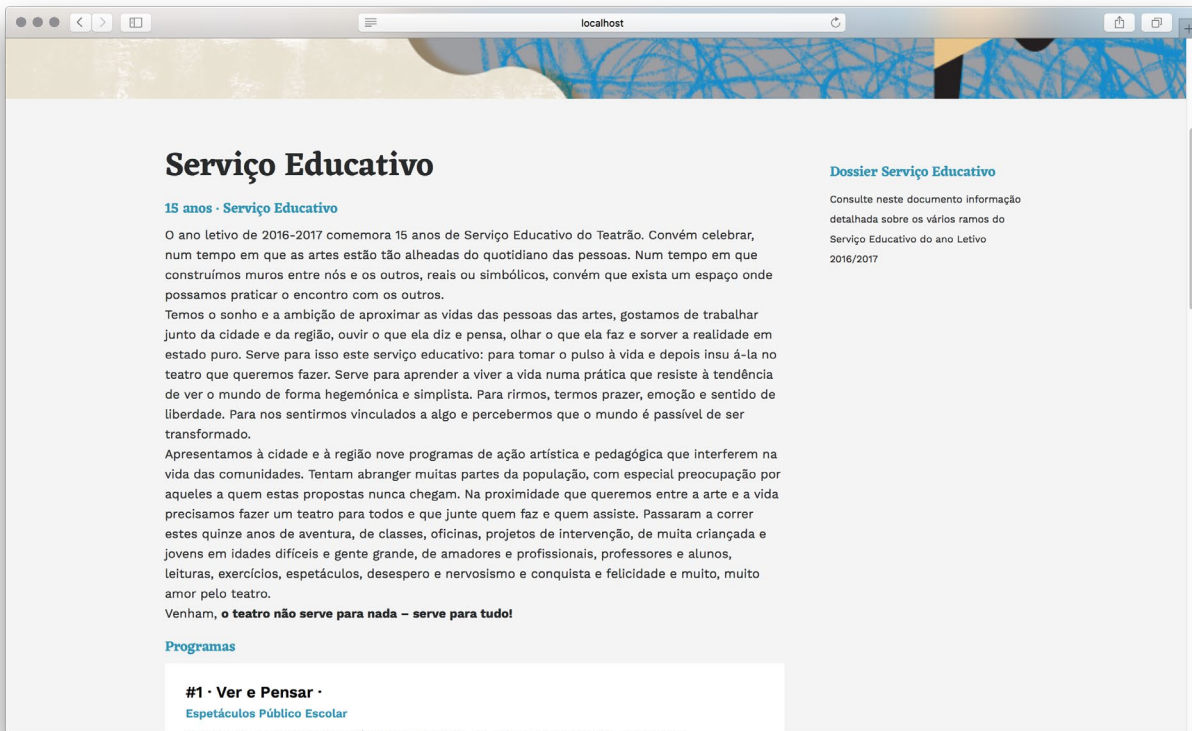 localhost
Serviço Educativo
15 anos · Serviço Educativo
O ano letivo de 2016-2017 comemora 15 anos de Serviço Educativo do Teatrão. Convém celebrar,
num tempo em que as artes estão tão alheadas do quotidiano das pessoas. Num tempo em que
construímos muros entre nós e os outros, reais ou simbólicos, convém que exista um espaço onde
possamos praticar o encontro com os outros.
Temos o sonho e a ambição de aproximar as vidas das pessoas das artes, gostamos de trabalhar
junto da cidade e da região, ouvir o que ela diz e pensa, olhar o que ela faz e sorver a realidade em
estado puro. Serve para isso este serviço educativo: para tomar o pulso à vida e depois insu á-la no
teatro que queremos fazer. Serve para aprender a viver a vida numa prática que resiste à tendência
de ver o mundo de forma hegemónica e simplista. Para rirmos, termos prazer, emoção e sentido de
liberdade. Para nos sentirmos vinculados a algo e percebermos que o mundo é passível de ser
transformado.
Apresentamos à cidade e à região nove programas de ação artística e pedagógica que interferem na
vida das comunidades. Tentam abranger muitas partes da população, com especial preocupação por
aqueles a quem estas propostas nunca chegam. Na proximidade que queremos entre a arte e a vida
precisamos fazer um teatro para todos e que junte quem faz e quem assiste. Passaram a correr
estes quinze anos de aventura, de classes, oficinas, projetos de intervenção, de muita criançada e
jovens em idades difíceis e gente grande, de amadores e profissionais, professores e alunos,
leituras, exercícios, espetáculos, desespero e nervosismo e conquista e felicidade e muito, muito
amor pelo teatro.
Venham, o teatro não serve para nada – serve para tudo!
Programas
#1 · Ver e Pensar ·
Espetáculos Público Escolar
Dossier Serviço Educativo
Consulte neste documento informação
detalhada sobre os vários ramos do
Serviço Educativo do ano Letivo
2016/2017